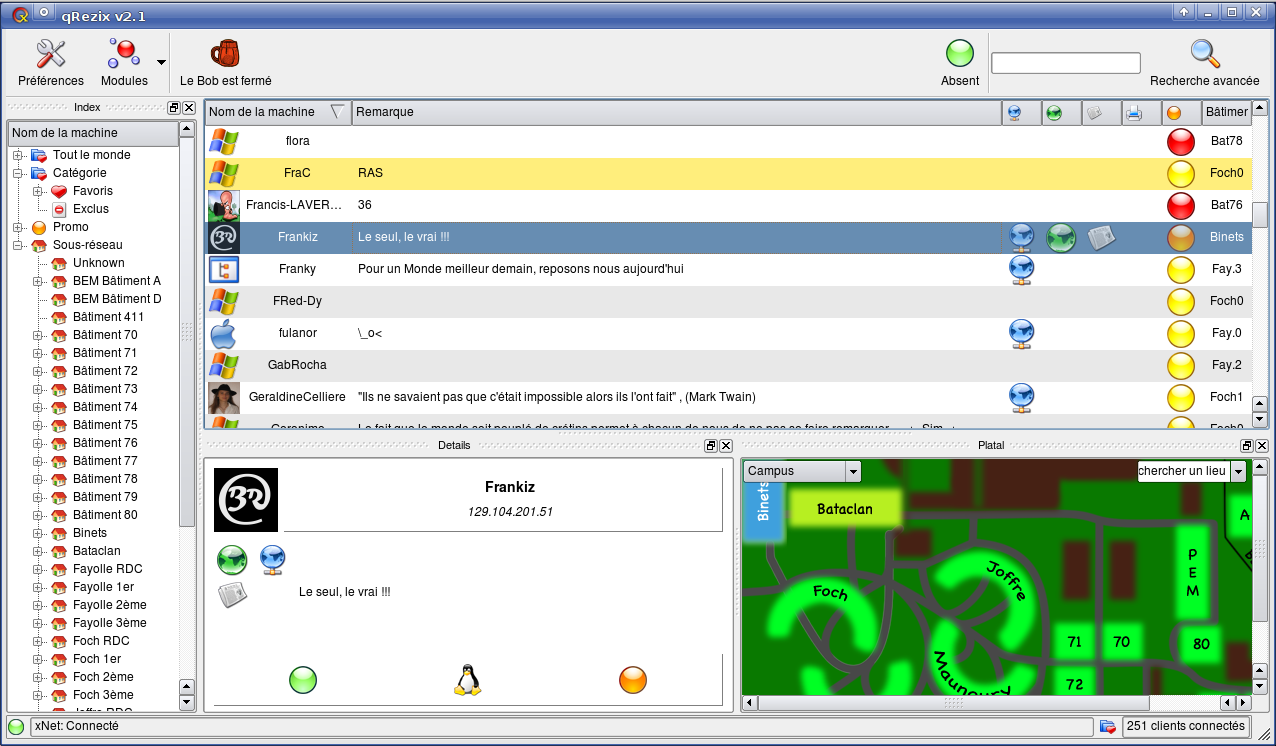 qRezix v2.1
Préférences
Modules
Le Bob est fermé
Absent
Recherche avancée
Index
Nom de la machine
Tout le monde
Catégorie
Favoris
Exclus
Promo
Sous-réseau
Unknown
BEM Bâtiment A
BEM Bâtiment D
Bâtiment 411
Bâtiment 70
Bâtiment 71
Bâtiment 72
Bâtiment 73
Bâtiment 74
Bâtiment 75
Bâtiment 76
Bâtiment 77
Bâtiment 78
Bâtiment 79
Bâtiment 80
Binets
Bataclan
Fayolle RDC
Fayolle 1er
Fayolle 2ème
Fayolle 3ème
Foch RDC
Foch 1er
Foch 2ème
Foch 3ème
Joffre RDC
Nom de la machine Remarque Bâtimer
flora Bat78
FraC RAS Foch0
Francis-LAVER... 36 Bat76
Frankiz Le seul, le vrai !!! Binets
Franky Pour un Monde meilleur demain, reposons nous aujourd'hui Fay.3
FRed-Dy Foch0
fulanor \_o< Fay.0
GabRocha Fay.2
GeraldineCelliere "Ils ne savaient pas que c'était impossible alors ils l'ont fait" , (Mark Twain) Foch1
Details
Frankiz
129.104.201.51
Le seul, le vrai !!!
Platal
Campus
chercher un lieu
Binets
Bataclan
A
Foch
Joffre
PEM
Maunoury
71
70
80
72
xNet: Connecté
251 clients connectés